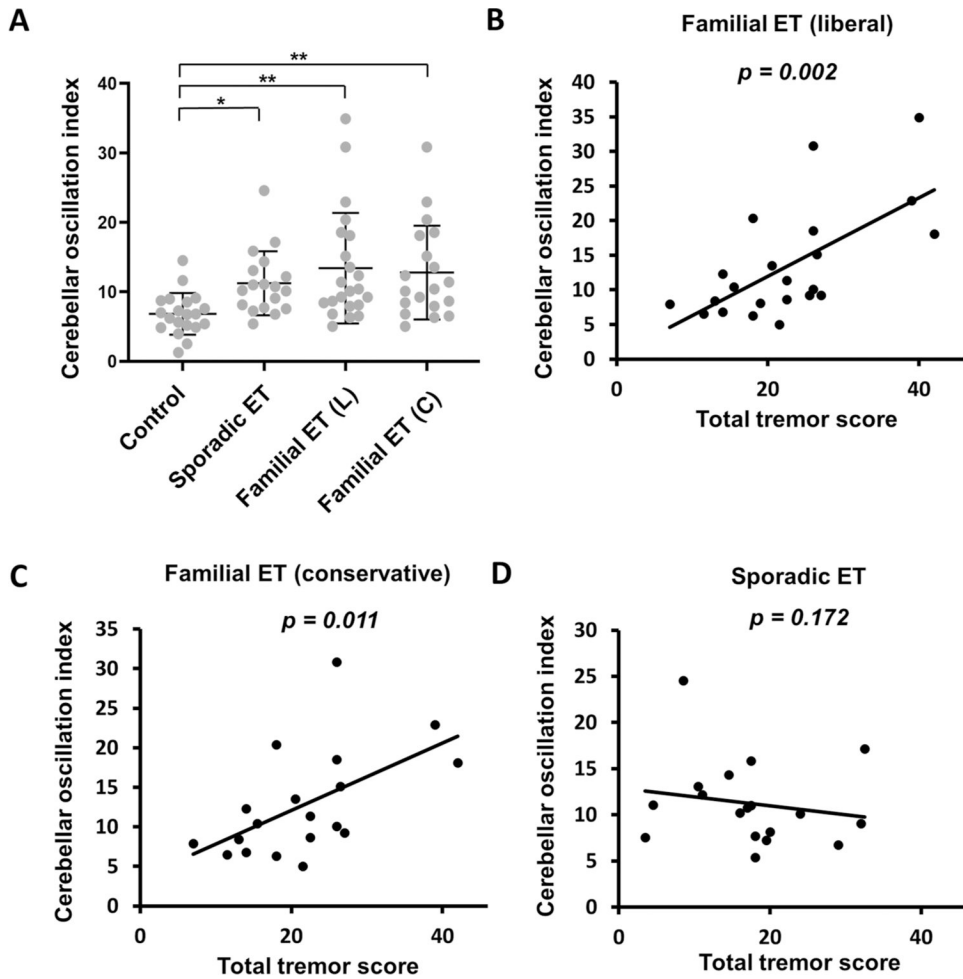 A
Cerebellar oscillation index
40
30
20
10
0
*
**
**
Control
Sporadic ET
Familial ET (L)
Familial ET (C)
B
Familial ET (liberal)
p = 0.002
Cerebellar oscillation index
40
35
30
25
20
15
10
5
0
0 20 40
Total tremor score
C
Familial ET (conservative)
p = 0.011
Cerebellar oscillation index
35
30
25
20
15
10
5
0
0 20 40
Total tremor score
D
Sporadic ET
p = 0.172
Cerebellar oscillation index
30
25
20
15
10
5
0
0 20 40
Total tremor score